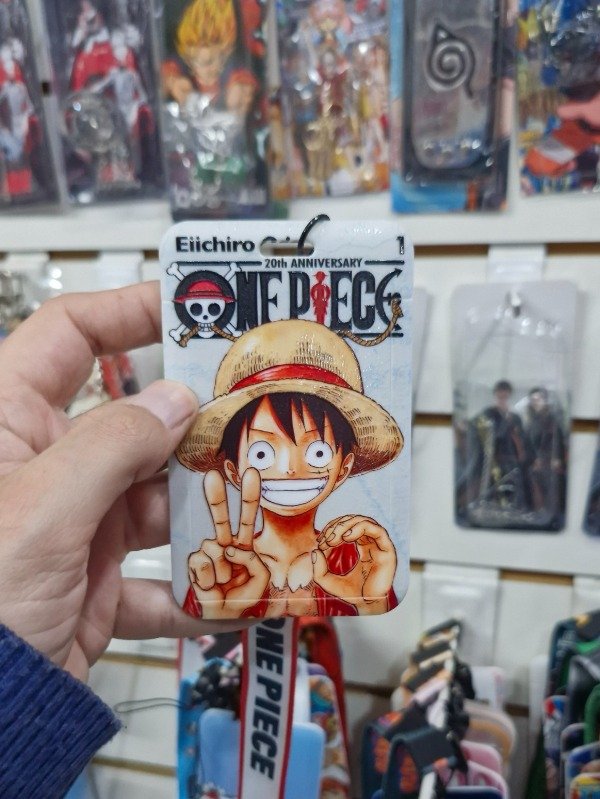 Eiichiro
1
20th ANNIVERSARY
ONE PIECE
ONE PIECE